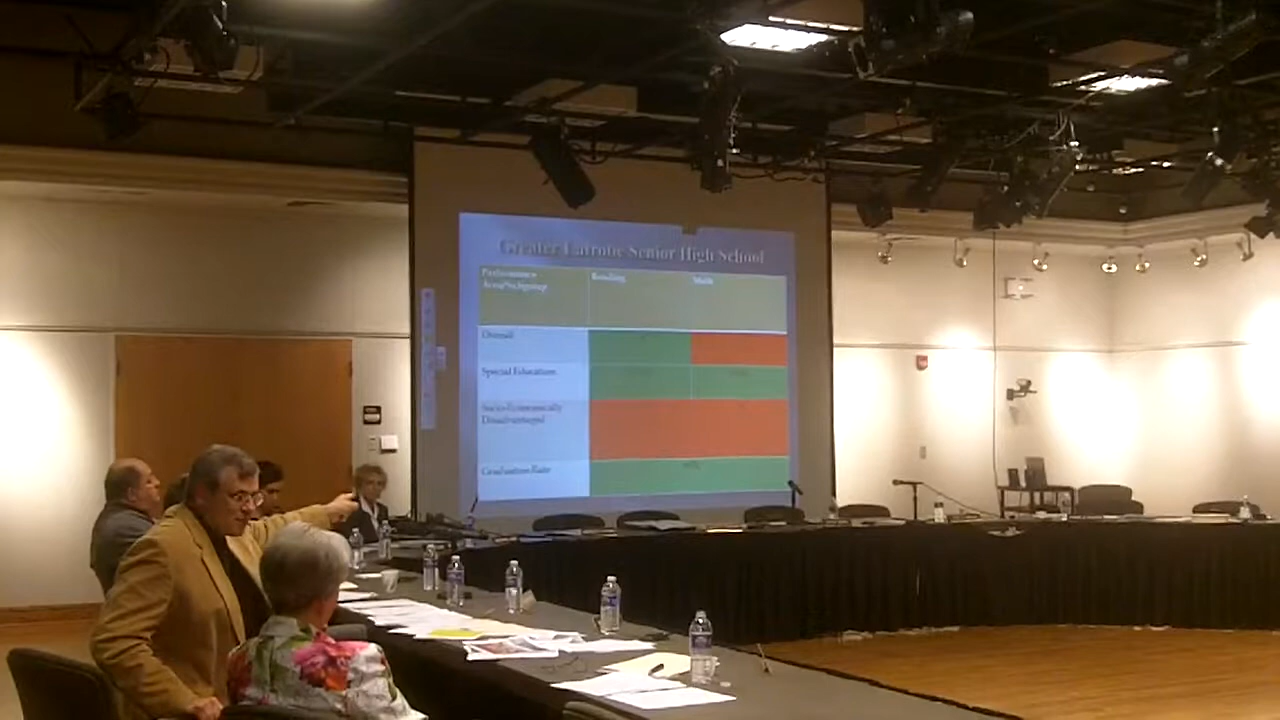 Greater Latrobe Senior High School
Performance Reading Math
Area/Subgroup
Overall
Special Education
Socio-Economically
Disadvantaged
Graduation Rate